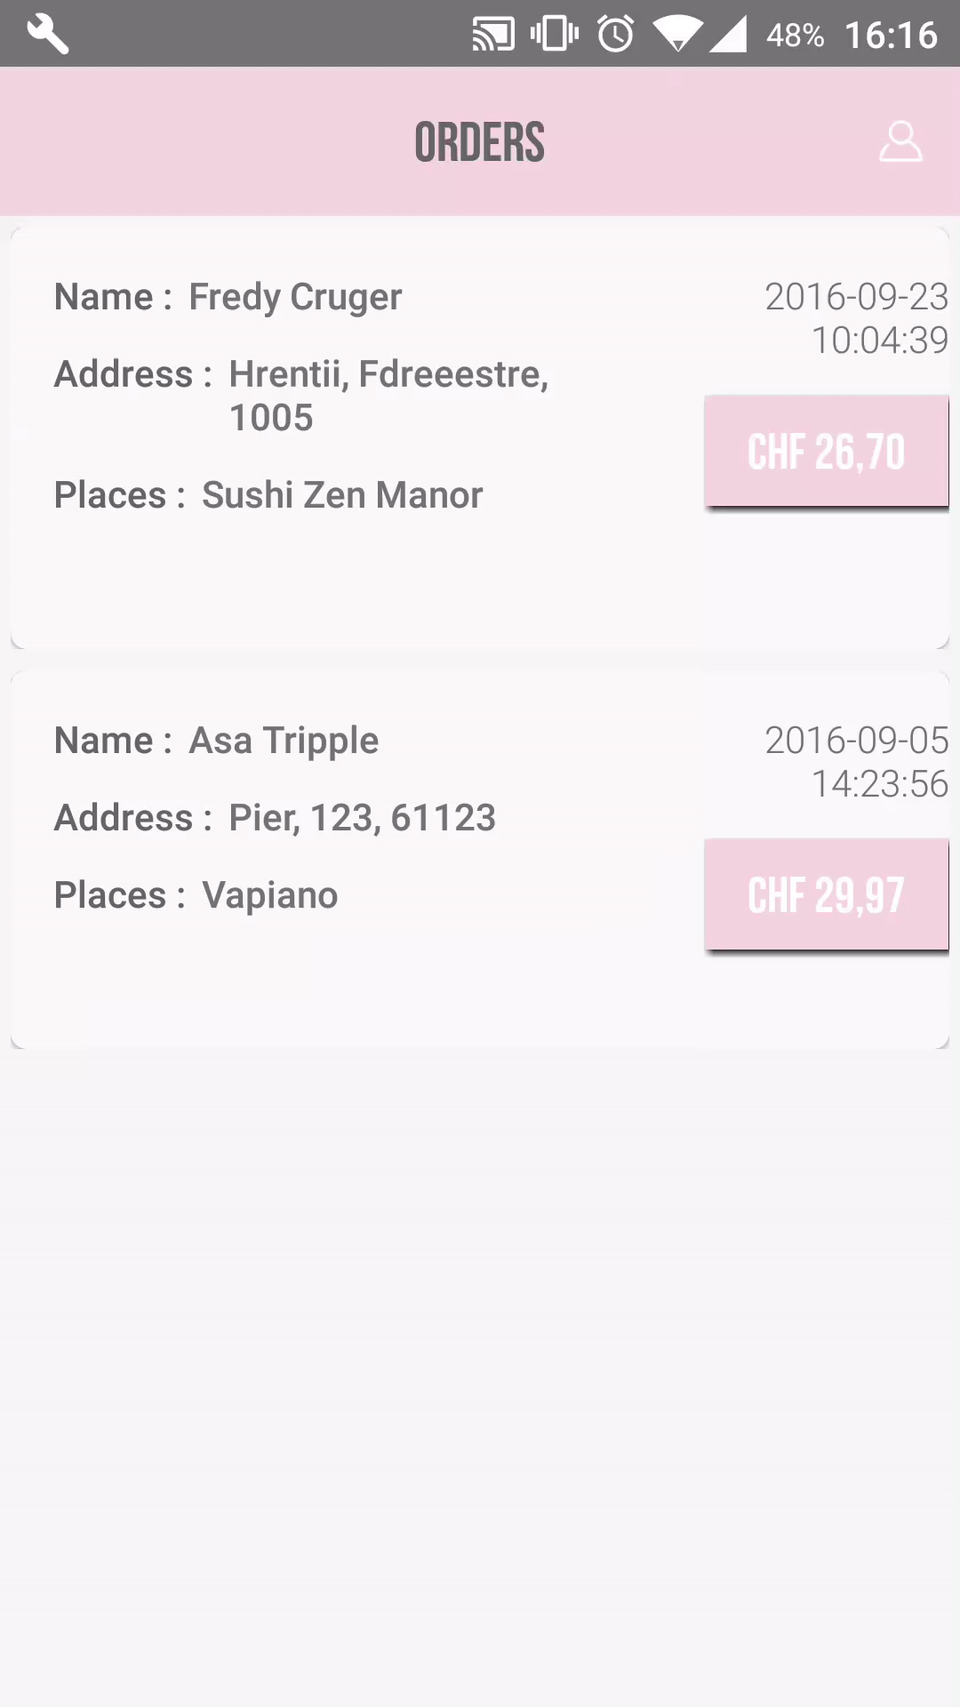 48% 16:16
ORDERS
Name : Fredy Cruger
2016-09-23
10:04:39
Address : Hrentii, Fdreeestre,
1005
CHF 26,70
Places : Sushi Zen Manor
Name : Asa Tripple
2016-09-05
14:23:56
Address : Pier, 123, 61123
CHF 29,97
Places : Vapiano